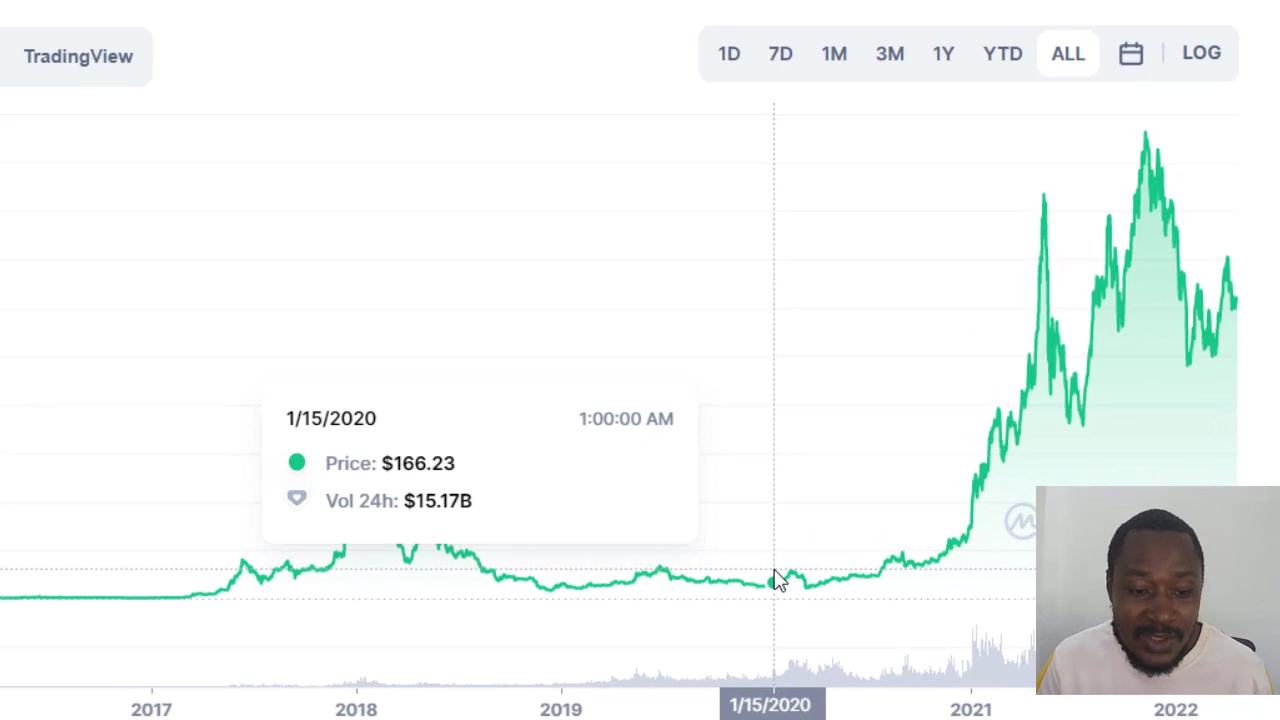 TradingView
1D 7D 1M 3M 1Y YTD ALL LOG
1/15/2020 1:00:00 AM
Price: $166.23
Vol 24h: $15.17B
2017 2018 2019 1/15/2020 2021 2022